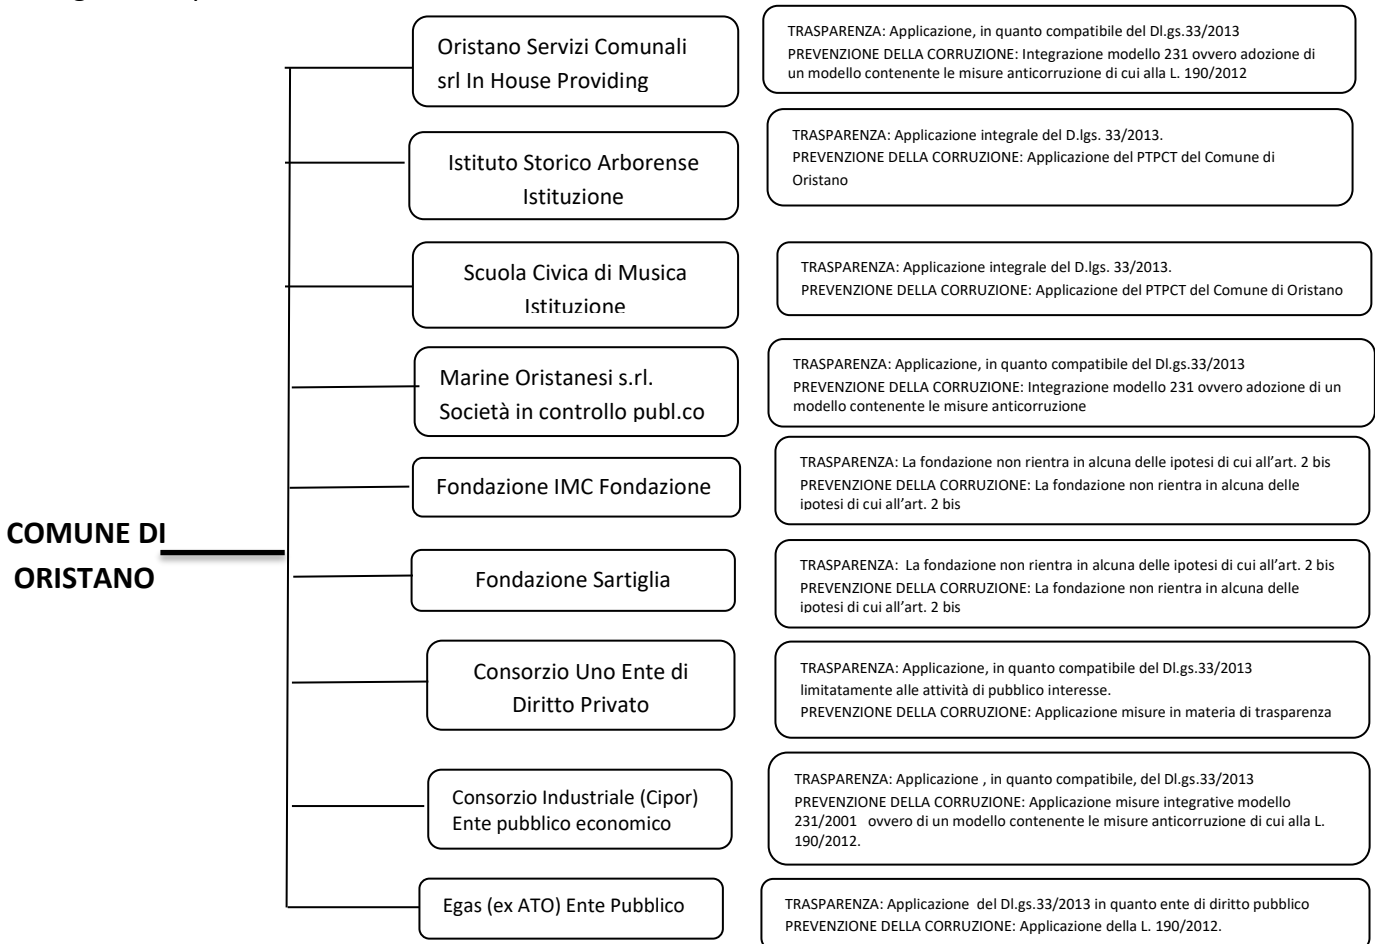 Oristano Servizi Comunali
srl In House Providing
TRASPARENZA: Applicazione, in quanto compatibile del Dl.gs.33/2013
PREVENZIONE DELLA CORRUZIONE: Integrazione modello 231 ovvero adozione di
un modello contenente le misure anticorruzione di cui alla L. 190/2012
Istituto Storico Arborense
Istituzione
TRASPARENZA: Applicazione integrale del D.lgs. 33/2013.
PREVENZIONE DELLA CORRUZIONE: Applicazione del PTPCT del Comune di
Oristano
Scuola Civica di Musica
Istituzione
TRASPARENZA: Applicazione integrale del D.lgs. 33/2013.
PREVENZIONE DELLA CORRUZIONE: Applicazione del PTPCT del Comune di Oristano
Marine Oristanesi s.rl.
Società in controllo publ.co
TRASPARENZA: Applicazione, in quanto compatibile del Dl.gs.33/2013
PREVENZIONE DELLA CORRUZIONE: Integrazione modello 231 ovvero adozione di un
modello contenente le misure anticorruzione
Fondazione IMC Fondazione
TRASPARENZA: La fondazione non rientra in alcuna delle ipotesi di cui all’art. 2 bis
PREVENZIONE DELLA CORRUZIONE: La fondazione non rientra in alcuna delle
ipotesi di cui all’art. 2 bis
COMUNE DI
ORISTANO
Fondazione Sartiglia
TRASPARENZA: La fondazione non rientra in alcuna delle ipotesi di cui all’art. 2 bis
PREVENZIONE DELLA CORRUZIONE: La fondazione non rientra in alcuna delle
ipotesi di cui all’art. 2 bis
Consorzio Uno Ente di
Diritto Privato
TRASPARENZA: Applicazione, in quanto compatibile del Dl.gs.33/2013
limitatamente alle attività di pubblico interesse.
PREVENZIONE DELLA CORRUZIONE: Applicazione misure in materia di trasparenza
Consorzio Industriale (Cipor)
Ente pubblico economico
TRASPARENZA: Applicazione , in quanto compatibile, del Dl.gs.33/2013
PREVENZIONE DELLA CORRUZIONE: Applicazione misure integrative modello
231/2001 ovvero di un modello contenente le misure anticorruzione di cui alla L.
190/2012.
Egas (ex ATO) Ente Pubblico
TRASPARENZA: Applicazione del Dl.gs.33/2013 in quanto ente di diritto pubblico
PREVENZIONE DELLA CORRUZIONE: Applicazione della L. 190/2012.